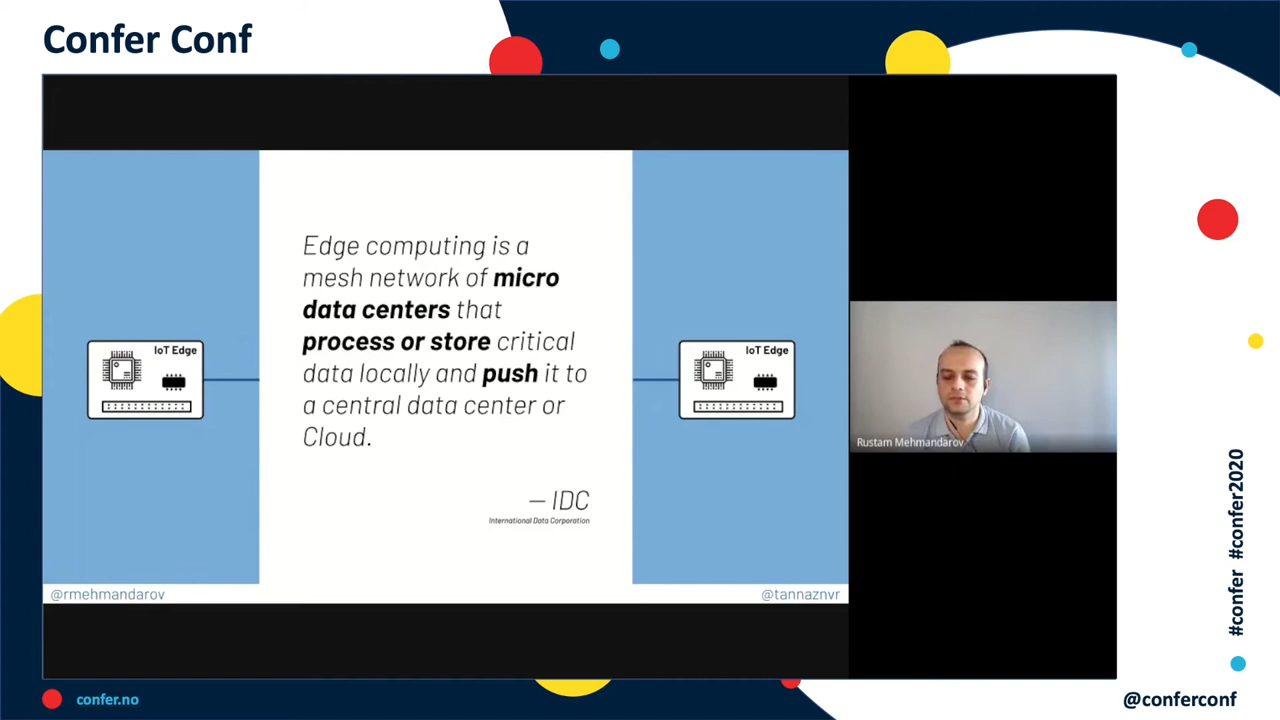 Confer Conf
Edge computing is a
mesh network of micro
data centers that
process or store critical
data locally and push it to
a central data center or
Cloud.
— IDC
International Data Corporation
IoT Edge
IoT Edge
@rmehmandarov
@tannaznvr
Rustam Mehmandarov
#confer #confer2020
confer.no
@conferconf